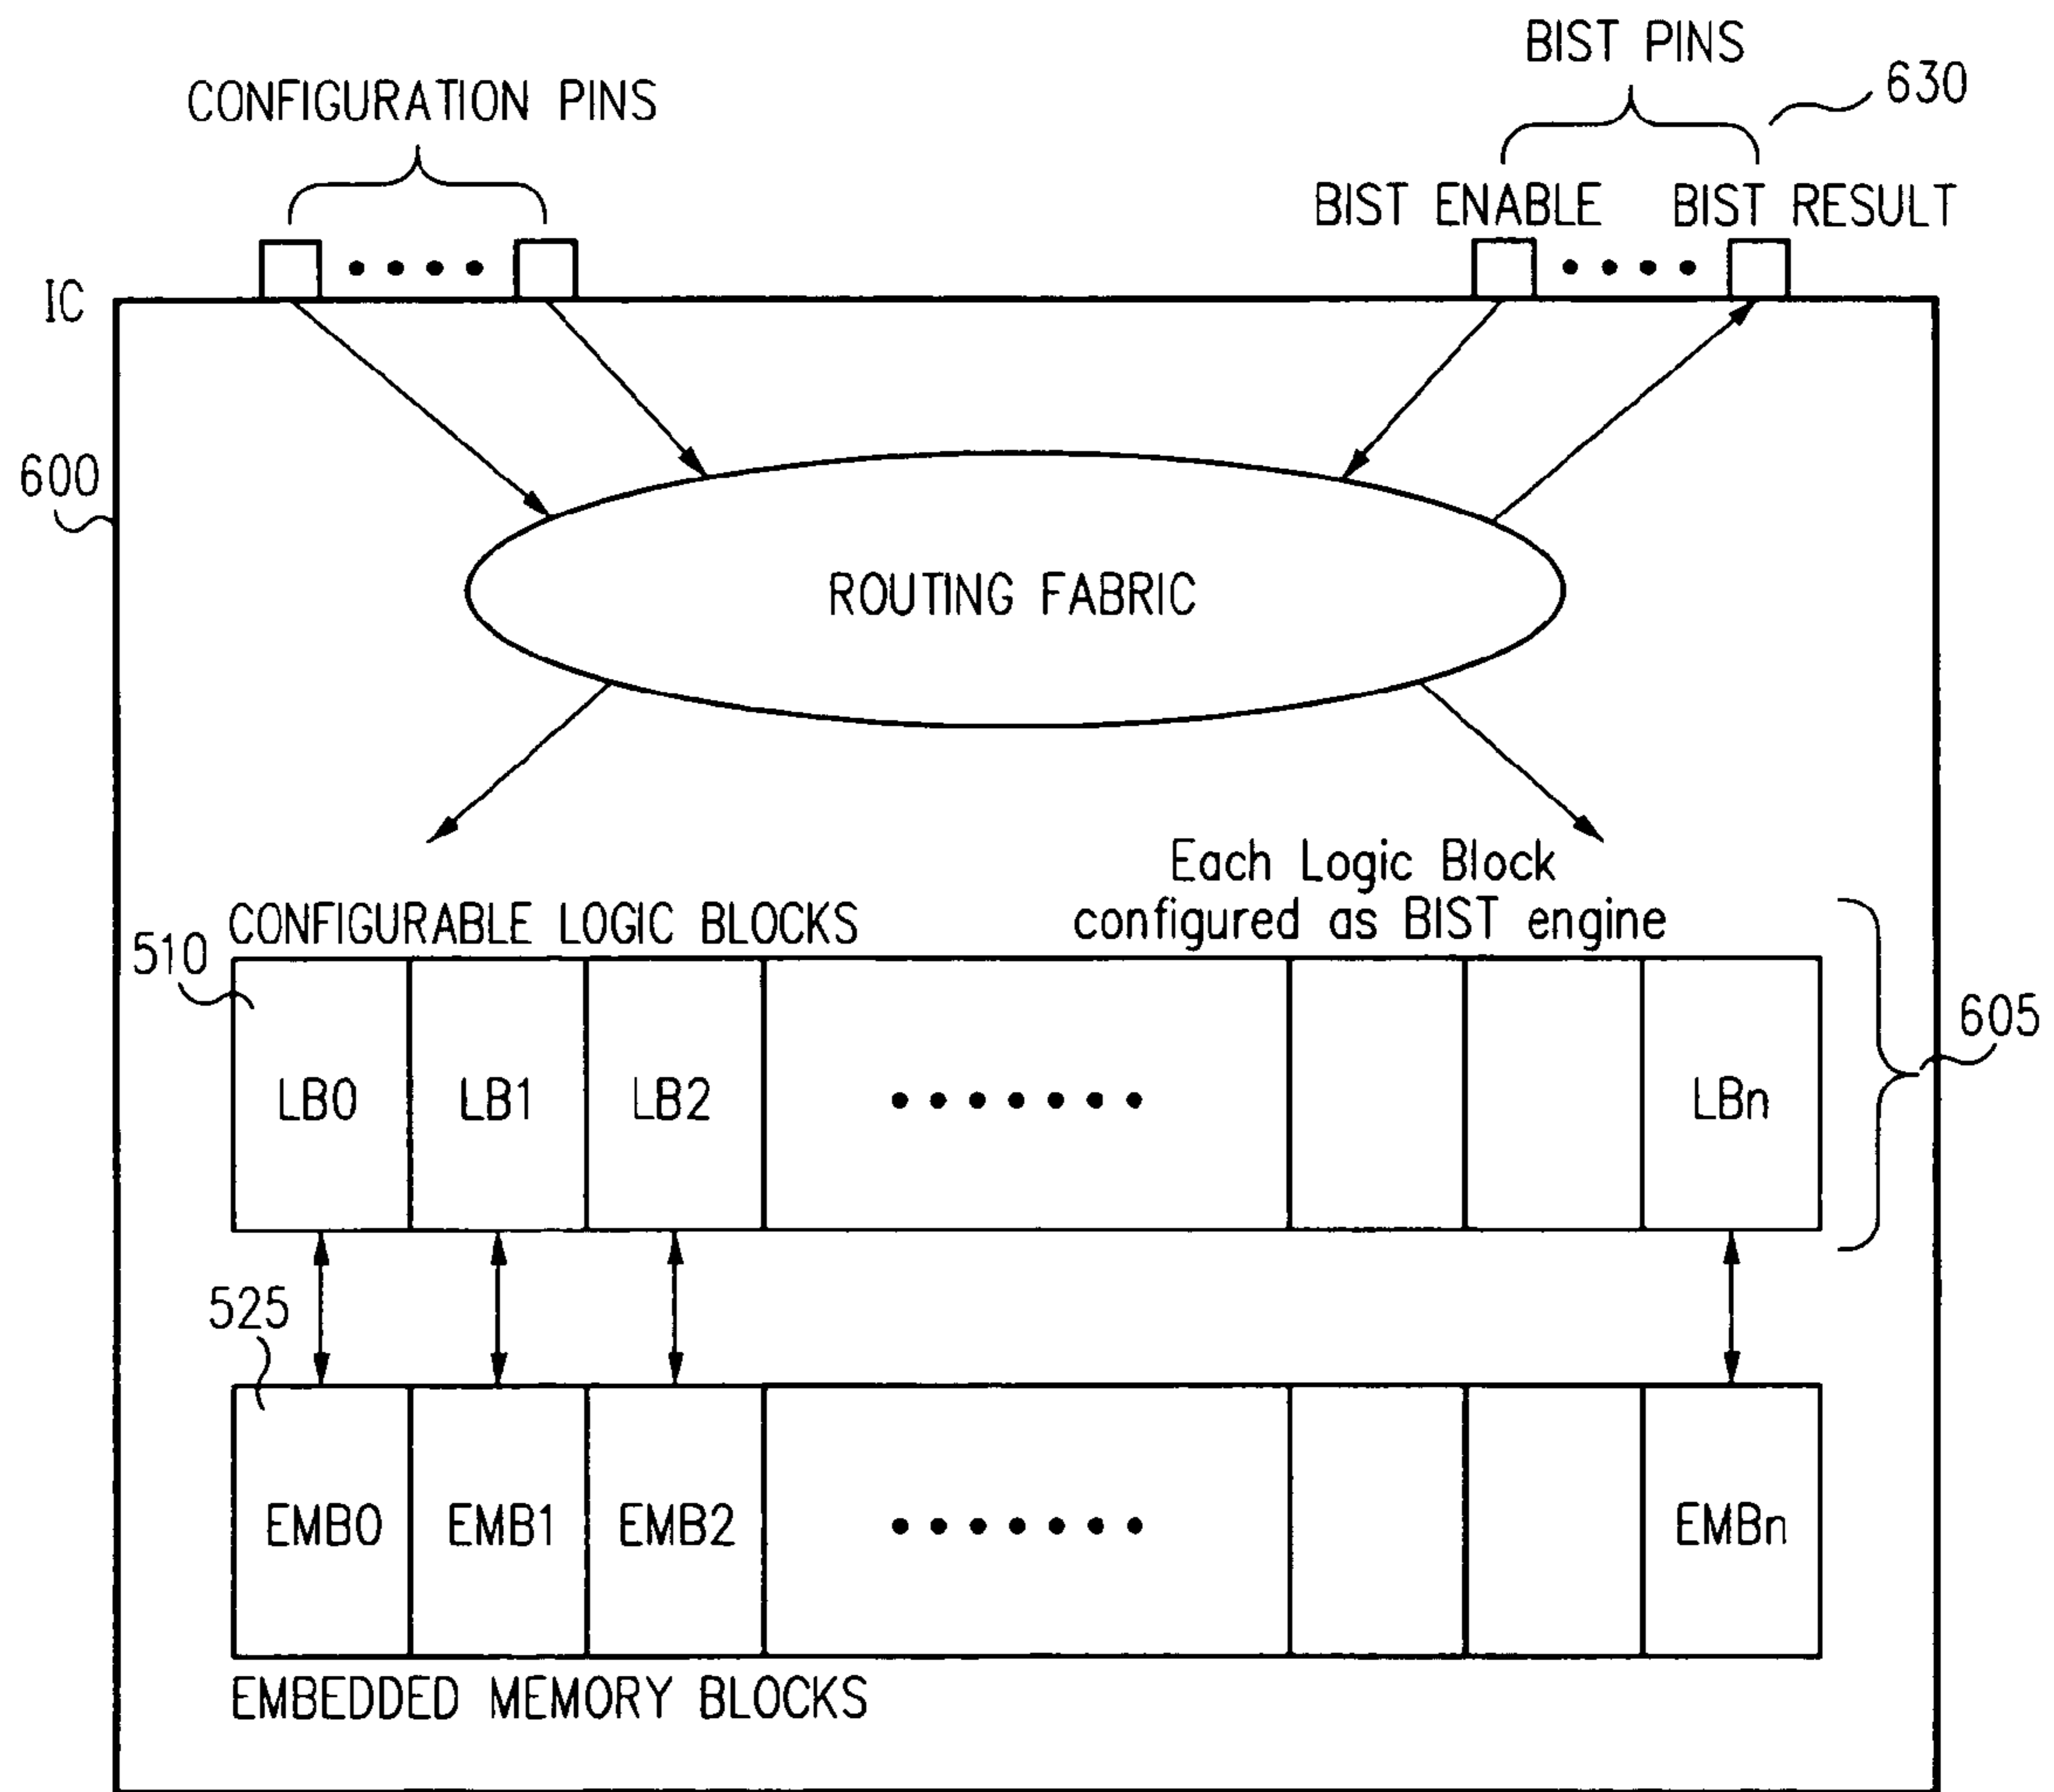 BIST PINS
630
CONFIGURATION PINS
BIST ENABLE
BIST RESULT
IC
600
ROUTING FABRIC
Each Logic Block
configured as BIST engine
CONFIGURABLE LOGIC BLOCKS
510
605
LB0
LB1
LB2
LBn
525
EMB0
EMB1
EMB2
EMBn
EMBEDDED MEMORY BLOCKS